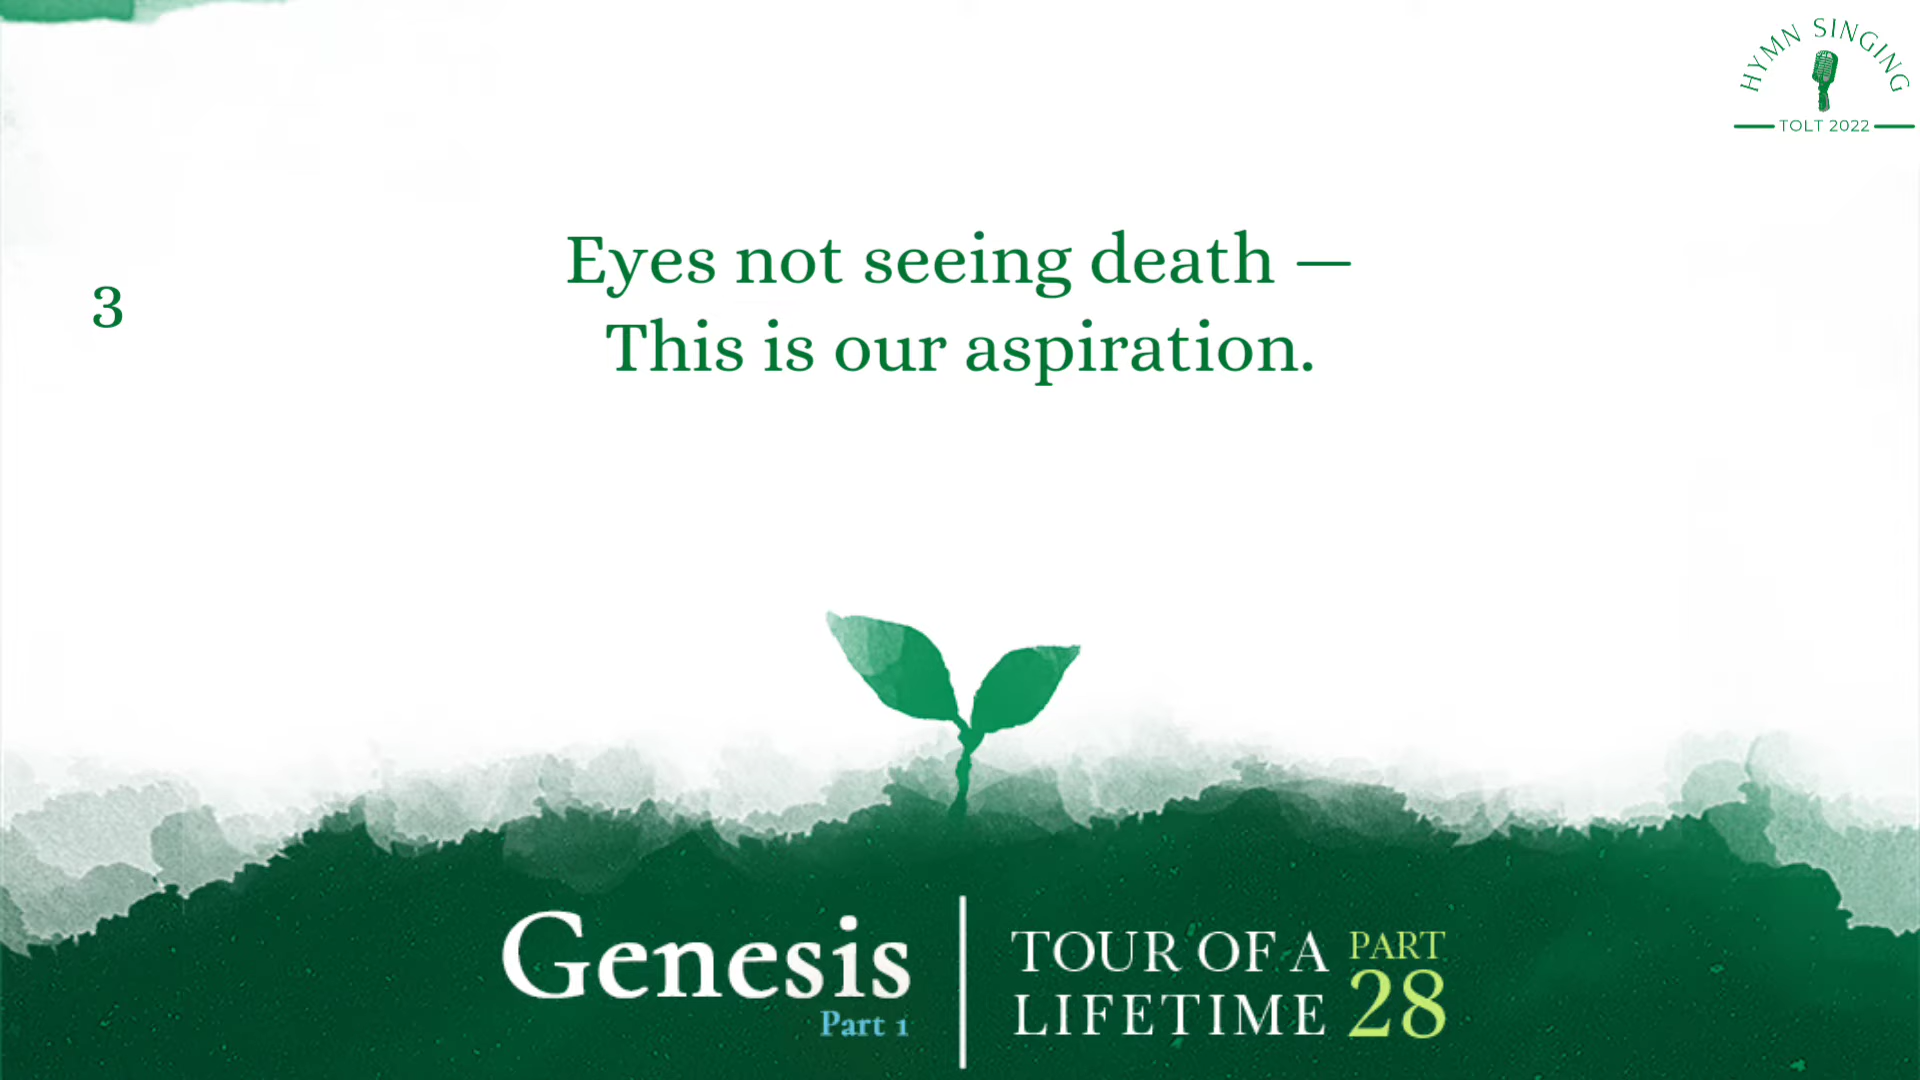 HYMN SINGING
TOLT 2022
3
Eyes not seeing death —
This is our aspiration.
Genesis
Part 1
TOUR OF A
LIFETIME
PART
28